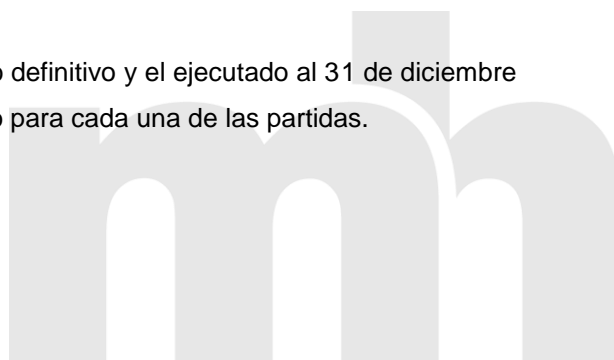 definitivo y el ejecutado al 31 de diciembre
para cada una de las partidas.